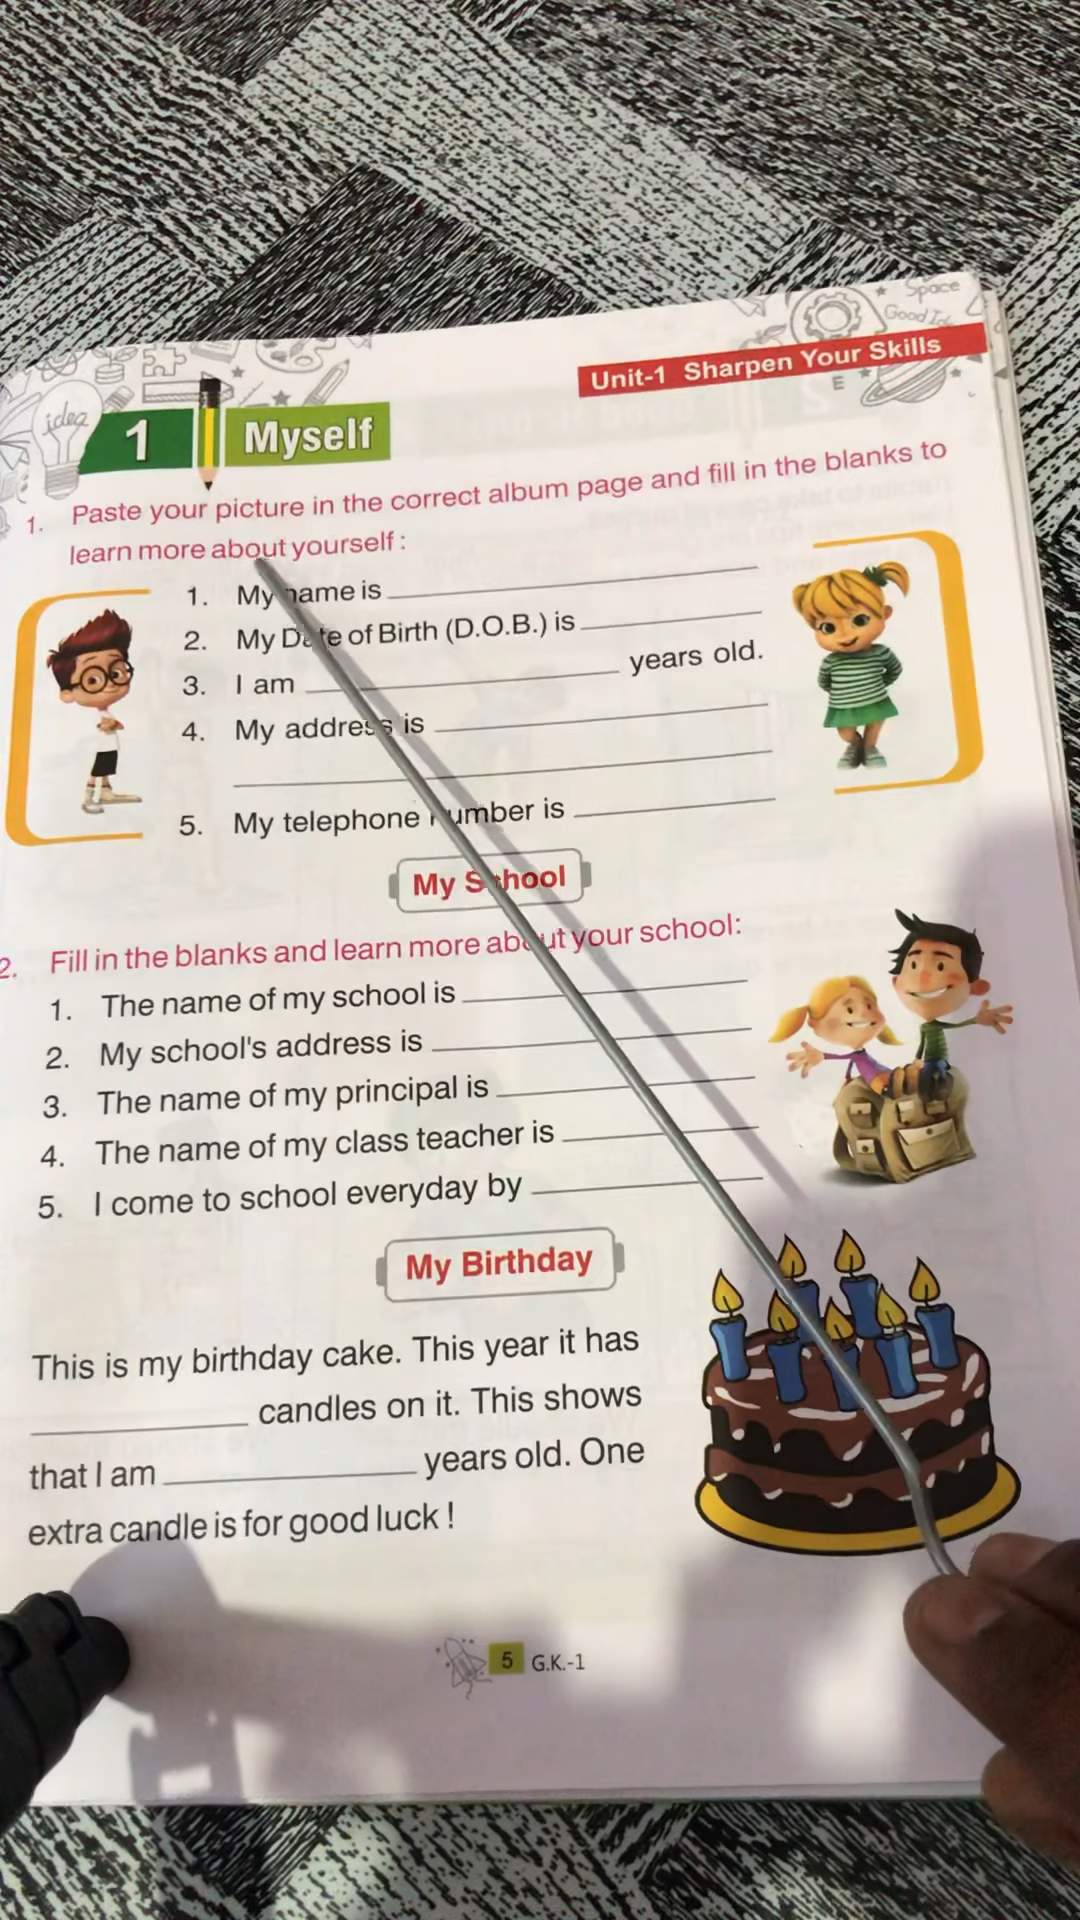 Space
Good
Unit-1 Sharpen Your Skills
E
idea
1 Myself
1. Paste your picture in the correct album page and fill in the blanks to
learn more about yourself :
1. My name is
2. My Date of Birth (D.O.B.) is
3. I am years old.
4. My address is
5. My telephone number is
My School
2. Fill in the blanks and learn more about your school:
1. The name of my school is
2. My school's address is
3. The name of my principal is
4. The name of my class teacher is
5. I come to school everyday by
My Birthday
This is my birthday cake. This year it has
candles on it. This shows
that I am years old. One
extra candle is for good luck !
5 G.K.-1